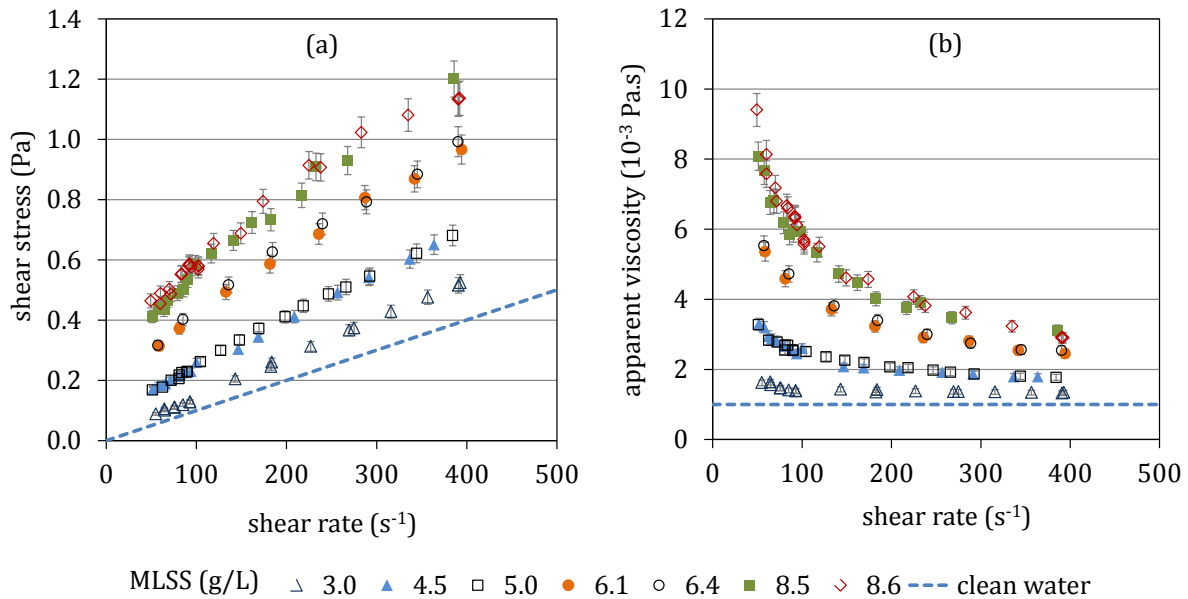 (a)
shear stress (Pa)
1.4
1.2
1.0
0.8
0.6
0.4
0.2
0.0
0 100 200 300 400 500
shear rate (s⁻¹)
(b)
apparent viscosity (10⁻³ Pa.s)
12
10
8
6
4
2
0
0 100 200 300 400 500
shear rate (s⁻¹)
MLSS (g/L) 3.0 4.5 5.0 6.1 6.4 8.5 8.6 clean water